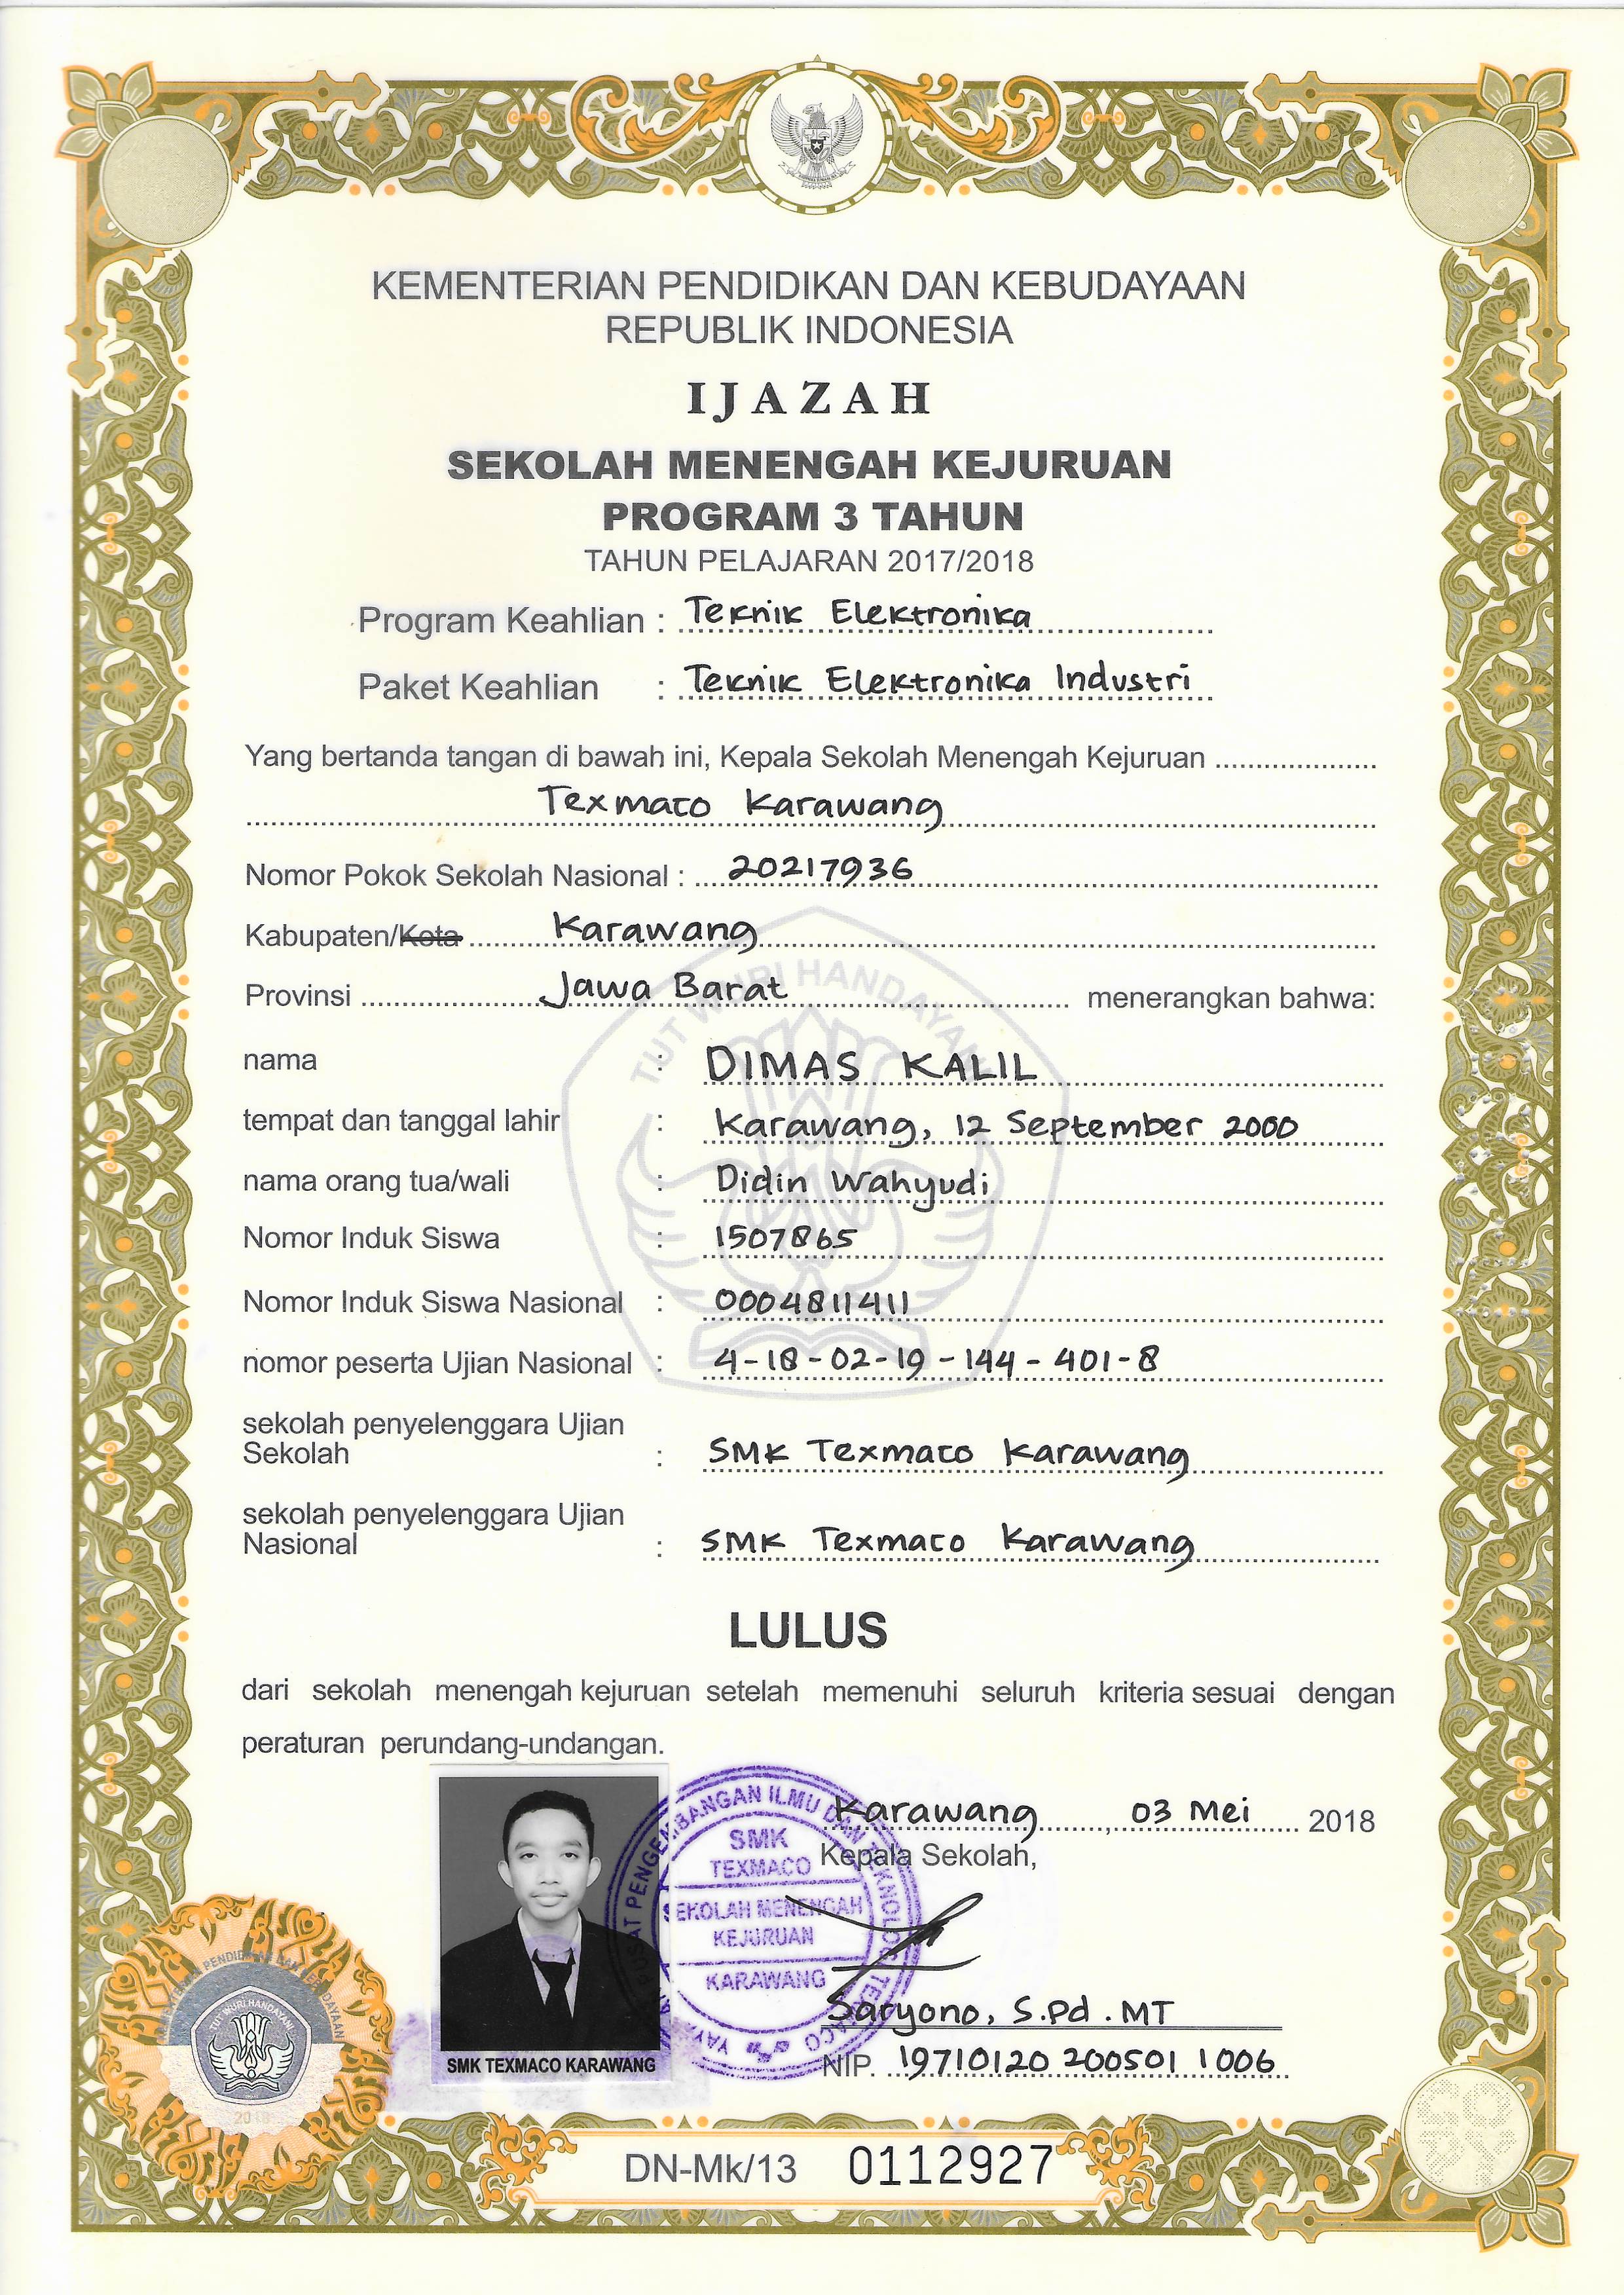 KEMENTERIAN PENDIDIKAN DAN KEBUDAYAAN
REPUBLIK INDONESIA
IJAZAH
SEKOLAH MENENGAH KEJURUAN
PROGRAM 3 TAHUN
TAHUN PELAJARAN 2017/2018
Program Keahlian : Teknik Elektronika
Paket Keahlian : Teknik Elektronika Industri
Yang bertanda tangan di bawah ini, Kepala Sekolah Menengah Kejuruan
Texmaco Karawang
Nomor Pokok Sekolah Nasional : 20217936
Kabupaten/Kota Karawang
Provinsi Jawa Barat menerangkan bahwa:
TUT WURI HANDAYANI
nama : DIMAS KALIL
tempat dan tanggal lahir : Karawang, 12 September 2000
nama orang tua/wali : Didin Wahyudi
Nomor Induk Siswa : 1507865
Nomor Induk Siswa Nasional : 0004811411
nomor peserta Ujian Nasional : 4-18-02-19-144-401-8
sekolah penyelenggara Ujian
Sekolah : SMK Texmaco Karawang
sekolah penyelenggara Ujian
Nasional : SMK Texmaco Karawang
LULUS
dari sekolah menengah kejuruan setelah memenuhi seluruh kriteria sesuai dengan
peraturan perundang-undangan.
Karawang, 03 Mei 2018
Kepala Sekolah,
PUSAT PENGEMBANGAN ILMU DAN TEKNOLOGI TEXMACO
SMK
TEXMACO
SEKOLAH MENENGAH
KEJURUAN
KARAWANG
Saryono, S.Pd. MT
NIP. 19710120 200501 1 006
SMK TEXMACO KARAWANG
TUT WURI HANDAYANI
2018
DN-Mk/13 0112927